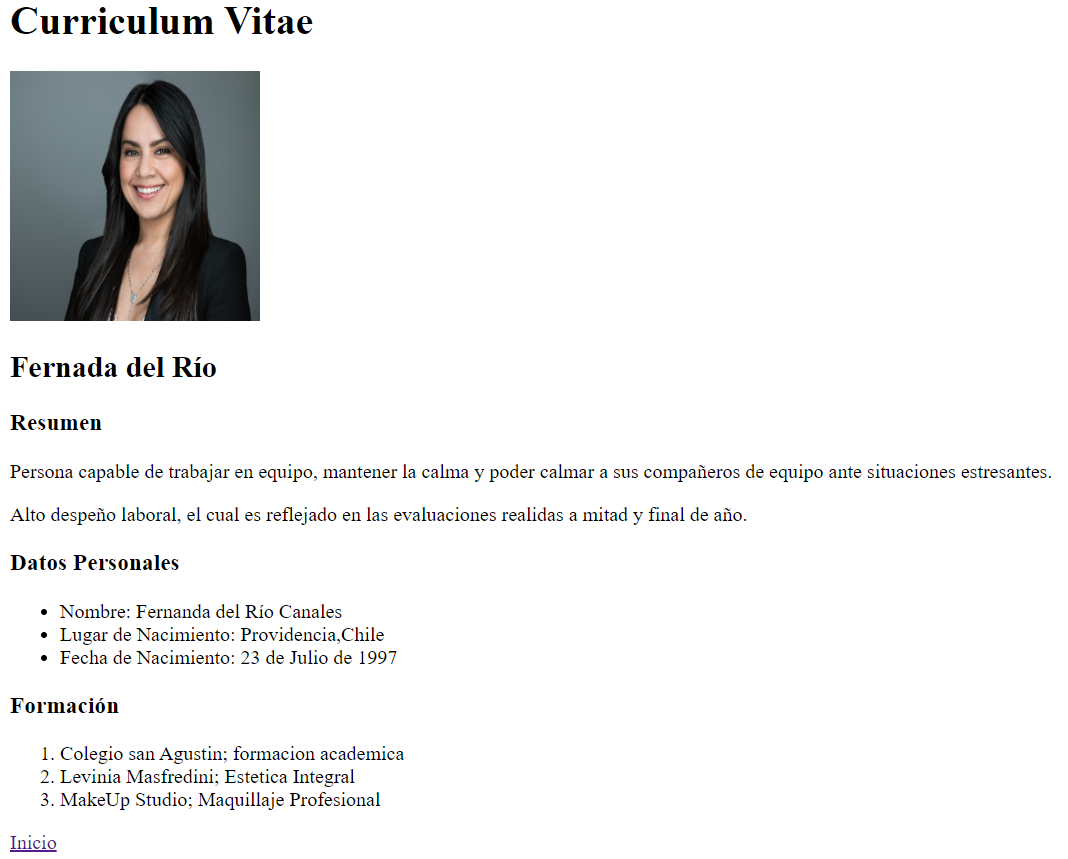 Curriculum Vitae
Fernada del Río
Resumen
Persona capable de trabajar en equipo, mantener la calma y poder calmar a sus compañeros de equipo ante situaciones estresantes.
Alto despeño laboral, el cual es reflejado en las evaluaciones realidas a mitad y final de año.
Datos Personales
• Nombre: Fernanda del Río Canales
• Lugar de Nacimiento: Providencia,Chile
• Fecha de Nacimiento: 23 de Julio de 1997
Formación
1. Colegio san Agustin; formacion academica
2. Levinia Masfredini; Estetica Integral
3. MakeUp Studio; Maquillaje Profesional
Inicio